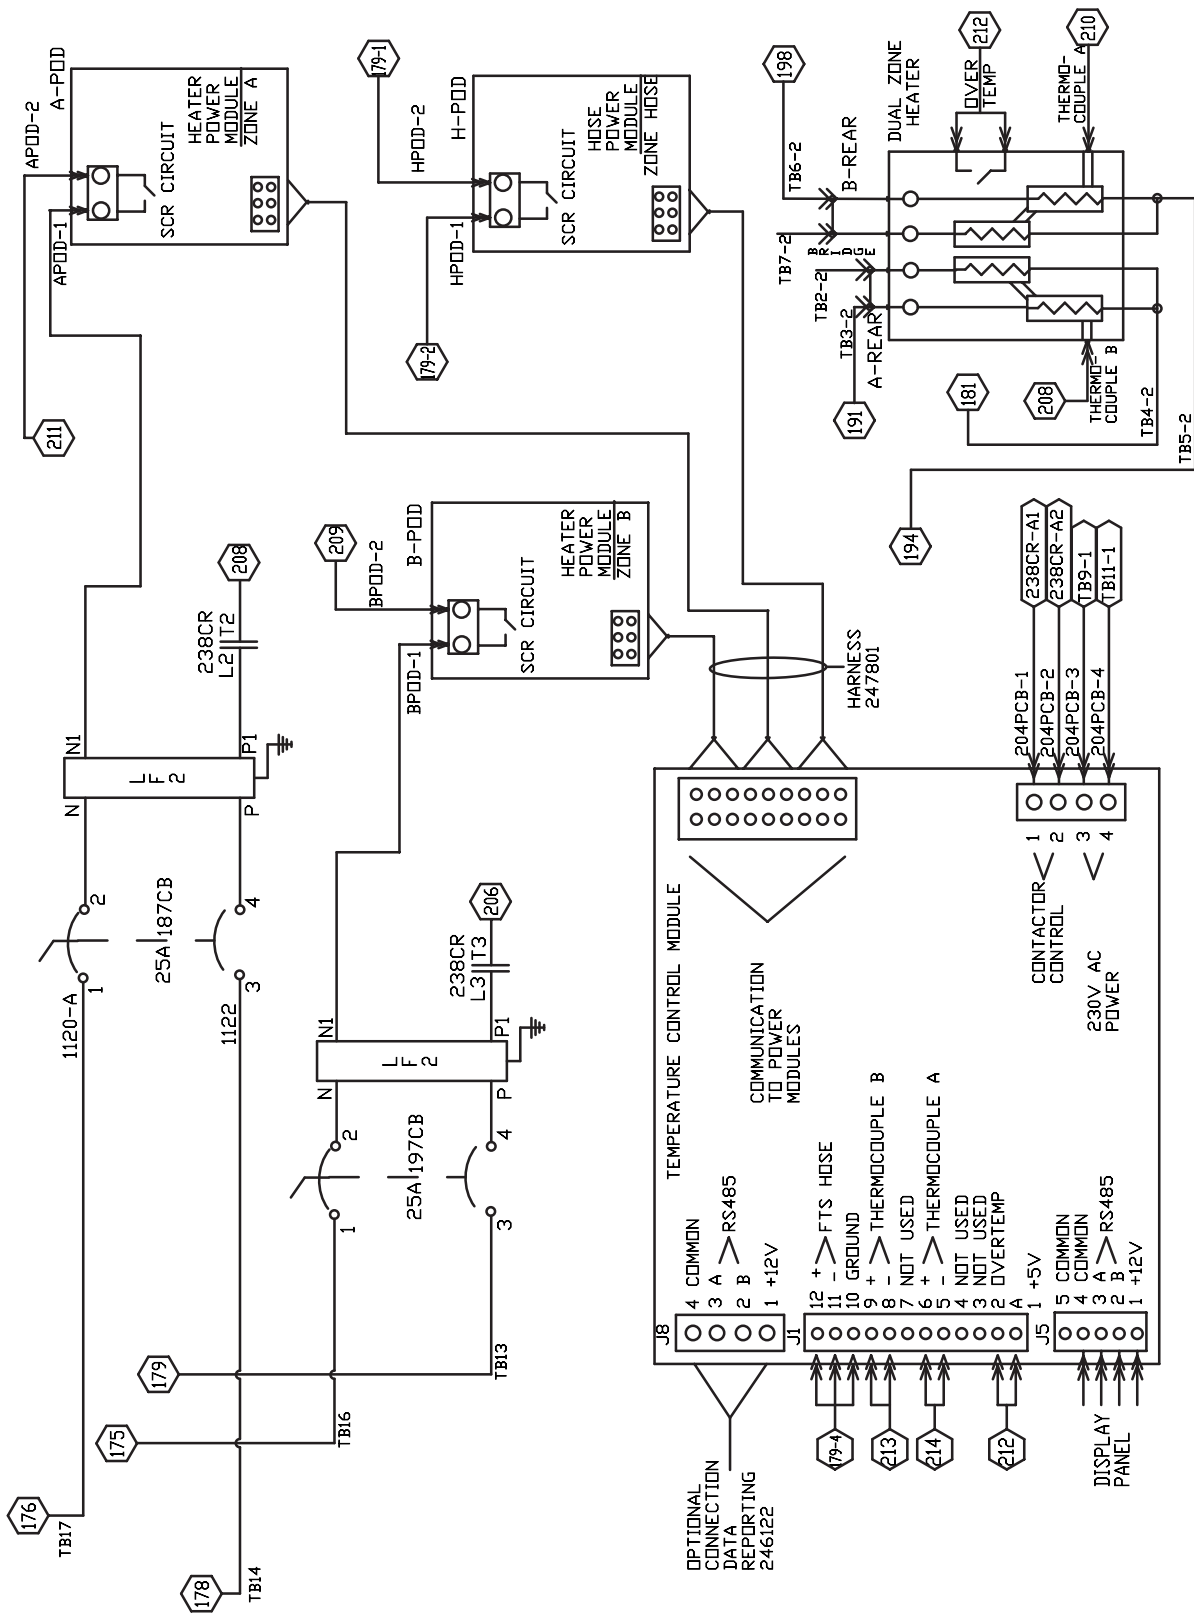 176
TB17
1120-A
1
2
25A 187CB
N
N1
LF2
P
P1
178
TB14
1122
3
4
238CR
L2 T2
208
211
APOD-1
APOD-2
A-POD
SCR CIRCUIT
HEATER
POWER
MODULE
ZONE A
175
TB16
1
2
25A 197CB
N
N1
LF2
P
P1
179
TB13
3
4
238CR
L3 T3
206
209
BPOD-1
BPOD-2
B-POD
SCR CIRCUIT
HEATER
POWER
MODULE
ZONE B
179-1
179-2
HPOD-1
HPOD-2
H-POD
SCR CIRCUIT
HOSE
POWER
MODULE
ZONE HOSE
HARNESS
247801
TEMPERATURE CONTROL MODULE
COMMUNICATION
TO POWER
MODULES
OPTIONAL
CONNECTION
DATA
REPORTING
246122
J8
4 COMMON
3 A
RS485
2 B
1 +12V
J1
12 +
FTS HOSE
11 -
10 GROUND
9 +
THERMOCOUPLE B
8 -
7 NOT USED
6 +
THERMOCOUPLE A
5 -
4 NOT USED
3 NOT USED
2 OVERTEMP
A
1 +5V
179-4
213
214
212
J5
5 COMMON
4 COMMON
3 A
RS485
2 B
1 +12V
DISPLAY
PANEL
CONTACTOR
CONTROL
230V AC
POWER
1
2
3
4
204PCB-1
204PCB-2
204PCB-3
204PCB-4
238CR-A1
238CR-A2
TB9-1
TB11-1
198
TB6-2
TB7-2
BRIDGE
TB2-2
TB3-2
B-REAR
A-REAR
191
181
194
208
THERMO-
COUPLE B
TB4-2
TB5-2
DUAL ZONE
HEATER
OVER
TEMP
212
THERMO-
COUPLE A
210